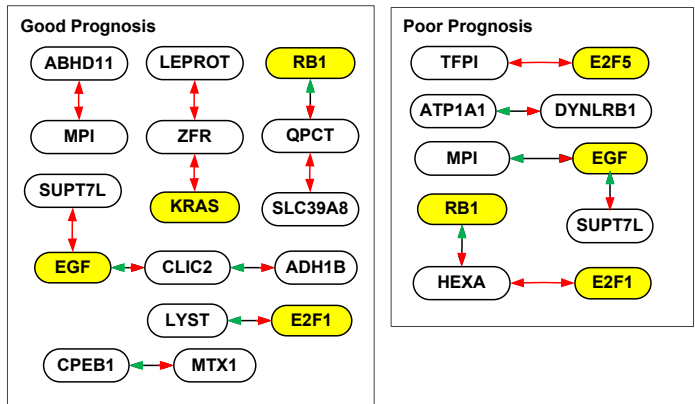 Good Prognosis
ABHD11 LEPROT RB1
MPI ZFR QPCT
SUPT7L KRAS SLC39A8
EGF CLIC2 ADH1B
LYST E2F1
CPEB1 MTX1
Poor Prognosis
TFPI E2F5
ATP1A1 DYNLRB1
MPI EGF
RB1 SUPT7L
HEXA E2F1